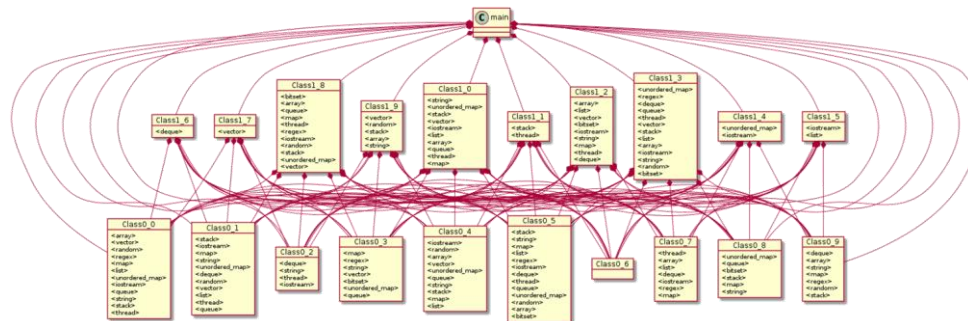 C main
Class1_8
<bitset>
<array>
<queue>
<map>
<thread>
<regex>
<iostream>
<random>
<stack>
<unordered_map>
<vector>
Class1_0
<string>
<unordered_map>
<stack>
<vector>
<iostream>
<list>
<array>
<queue>
<thread>
<map>
Class1_3
<unordered_map>
<regex>
<deque>
<queue>
<thread>
<vector>
<stack>
<list>
<array>
<iostream>
<string>
<random>
<bitset>
Class1_2
<array>
<list>
<vector>
<bitset>
<iostream>
<string>
<map>
<thread>
<deque>
Class1_9
<vector>
<random>
<stack>
<array>
<string>
Class1_6
<deque>
Class1_7
<vector>
Class1_1
<stack>
<thread>
Class1_4
<unordered_map>
<iostream>
Class1_5
<iostream>
<list>
Class0_0
<array>
<vector>
<random>
<regex>
<map>
<list>
<unordered_map>
<iostream>
<queue>
<string>
<stack>
<thread>
Class0_1
<stack>
<iostream>
<map>
<string>
<unordered_map>
<deque>
<random>
<vector>
<list>
<thread>
<queue>
Class0_2
<deque>
<string>
<thread>
<iostream>
Class0_3
<map>
<regex>
<string>
<vector>
<bitset>
<unordered_map>
<queue>
Class0_4
<iostream>
<random>
<array>
<vector>
<unordered_map>
<queue>
<string>
<stack>
<map>
<list>
Class0_5
<stack>
<string>
<map>
<list>
<regex>
<iostream>
<deque>
<thread>
<queue>
<unordered_map>
<random>
<array>
<bitset>
Class0_6
Class0_7
<thread>
<array>
<list>
<deque>
<iostream>
<regex>
<map>
Class0_8
<unordered_map>
<queue>
<bitset>
<stack>
<map>
<string>
Class0_9
<deque>
<array>
<string>
<map>
<regex>
<random>
<stack>